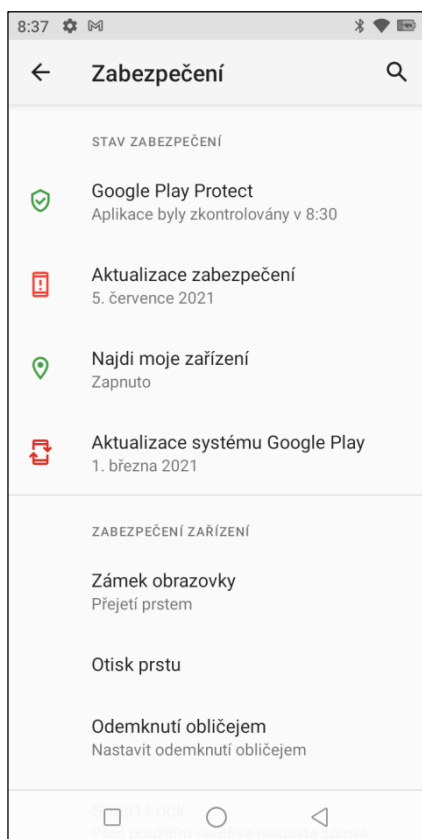 8:37
Zabezpečení
STAV ZABEZPEČENÍ
Google Play Protect
Aplikace byly zkontrolovány v 8:30
Aktualizace zabezpečení
5. července 2021
Najdi moje zařízení
Zapnuto
Aktualizace systému Google Play
1. března 2021
ZABEZPEČENÍ ZAŘÍZENÍ
Zámek obrazovky
Přejetí prstem
Otisk prstu
Odemknutí obličejem
Nastavit odemknutí obličejem
Smart Lock